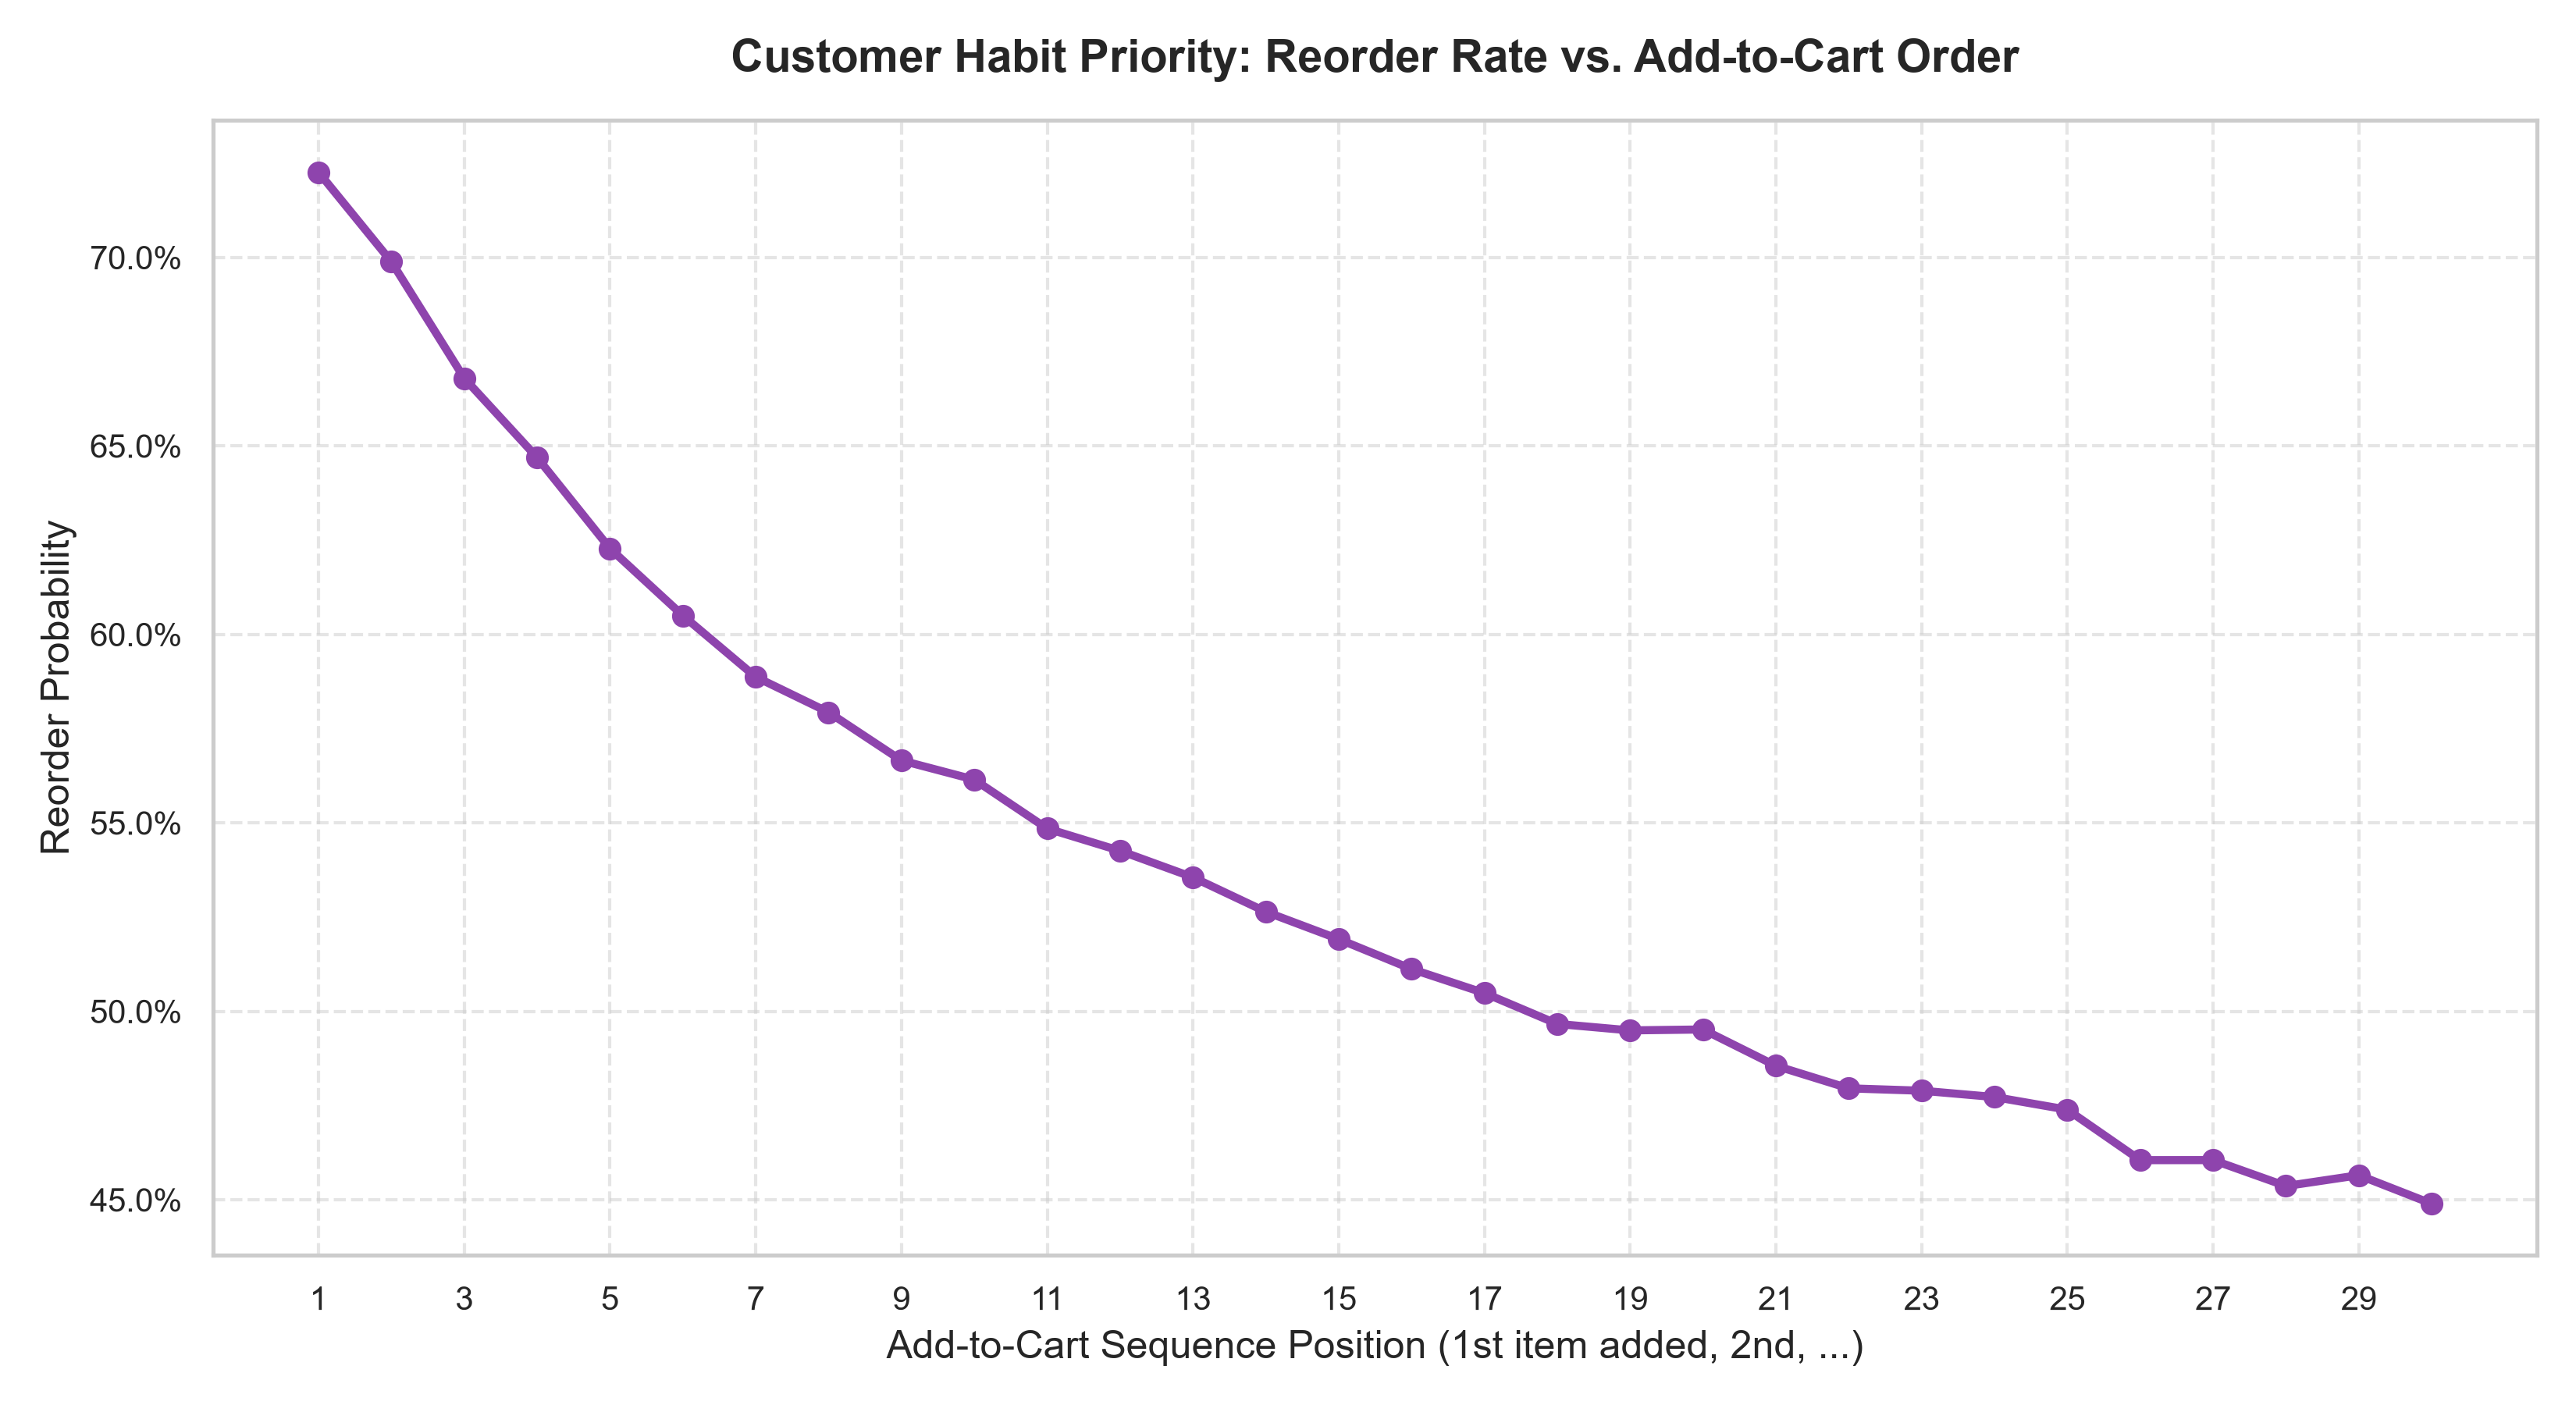 Customer Habit Priority: Reorder Rate vs. Add-to-Cart Order
Reorder Probability
70.0%
65.0%
60.0%
55.0%
50.0%
45.0%
1 3 5 7 9 11 13 15 17 19 21 23 25 27 29
Add-to-Cart Sequence Position (1st item added, 2nd, ...)